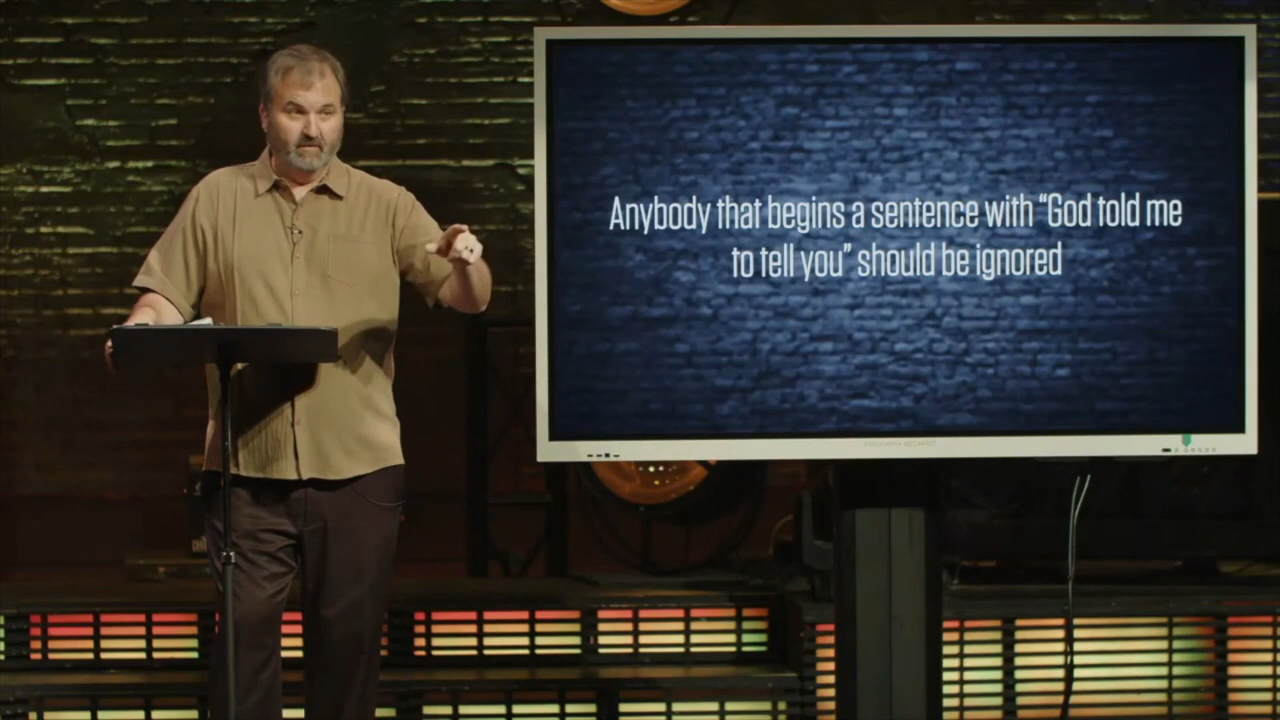 Anybody that begins a sentence with “God told me
to tell you” should be ignored